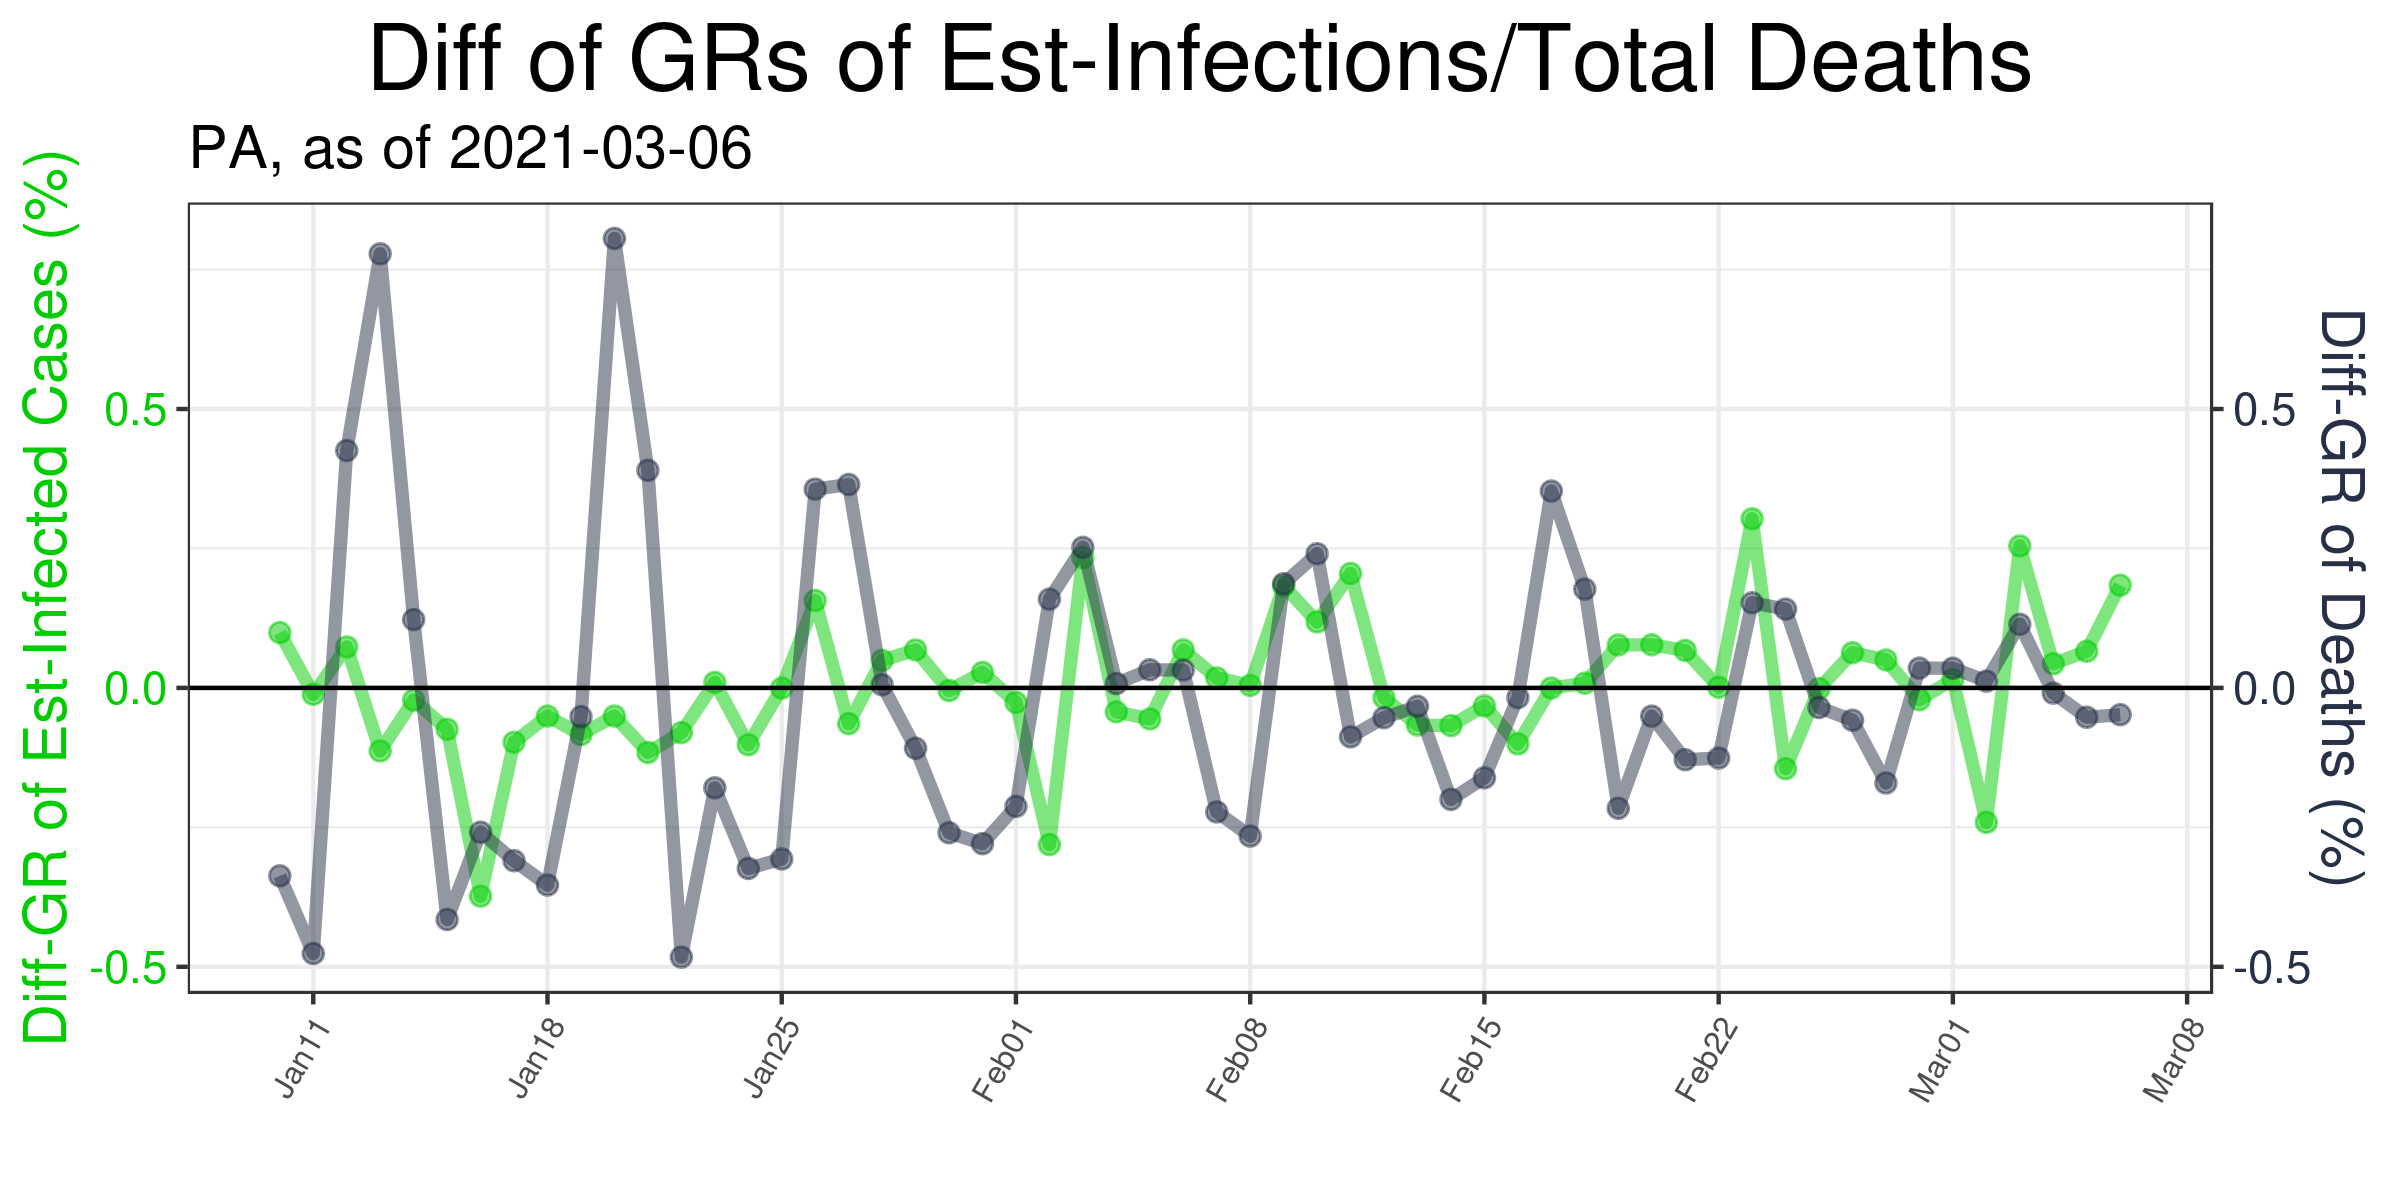 Diff of GRs of Est-Infections/Total Deaths
PA, as of 2021-03-06
Diff-GR of Est-Infected Cases (%)
0.5
0.0
-0.5
0.5
0.0
-0.5
Diff-GR of Deaths (%)
Jan11
Jan18
Jan25
Feb01
Feb08
Feb15
Feb22
Mar01
Mar08